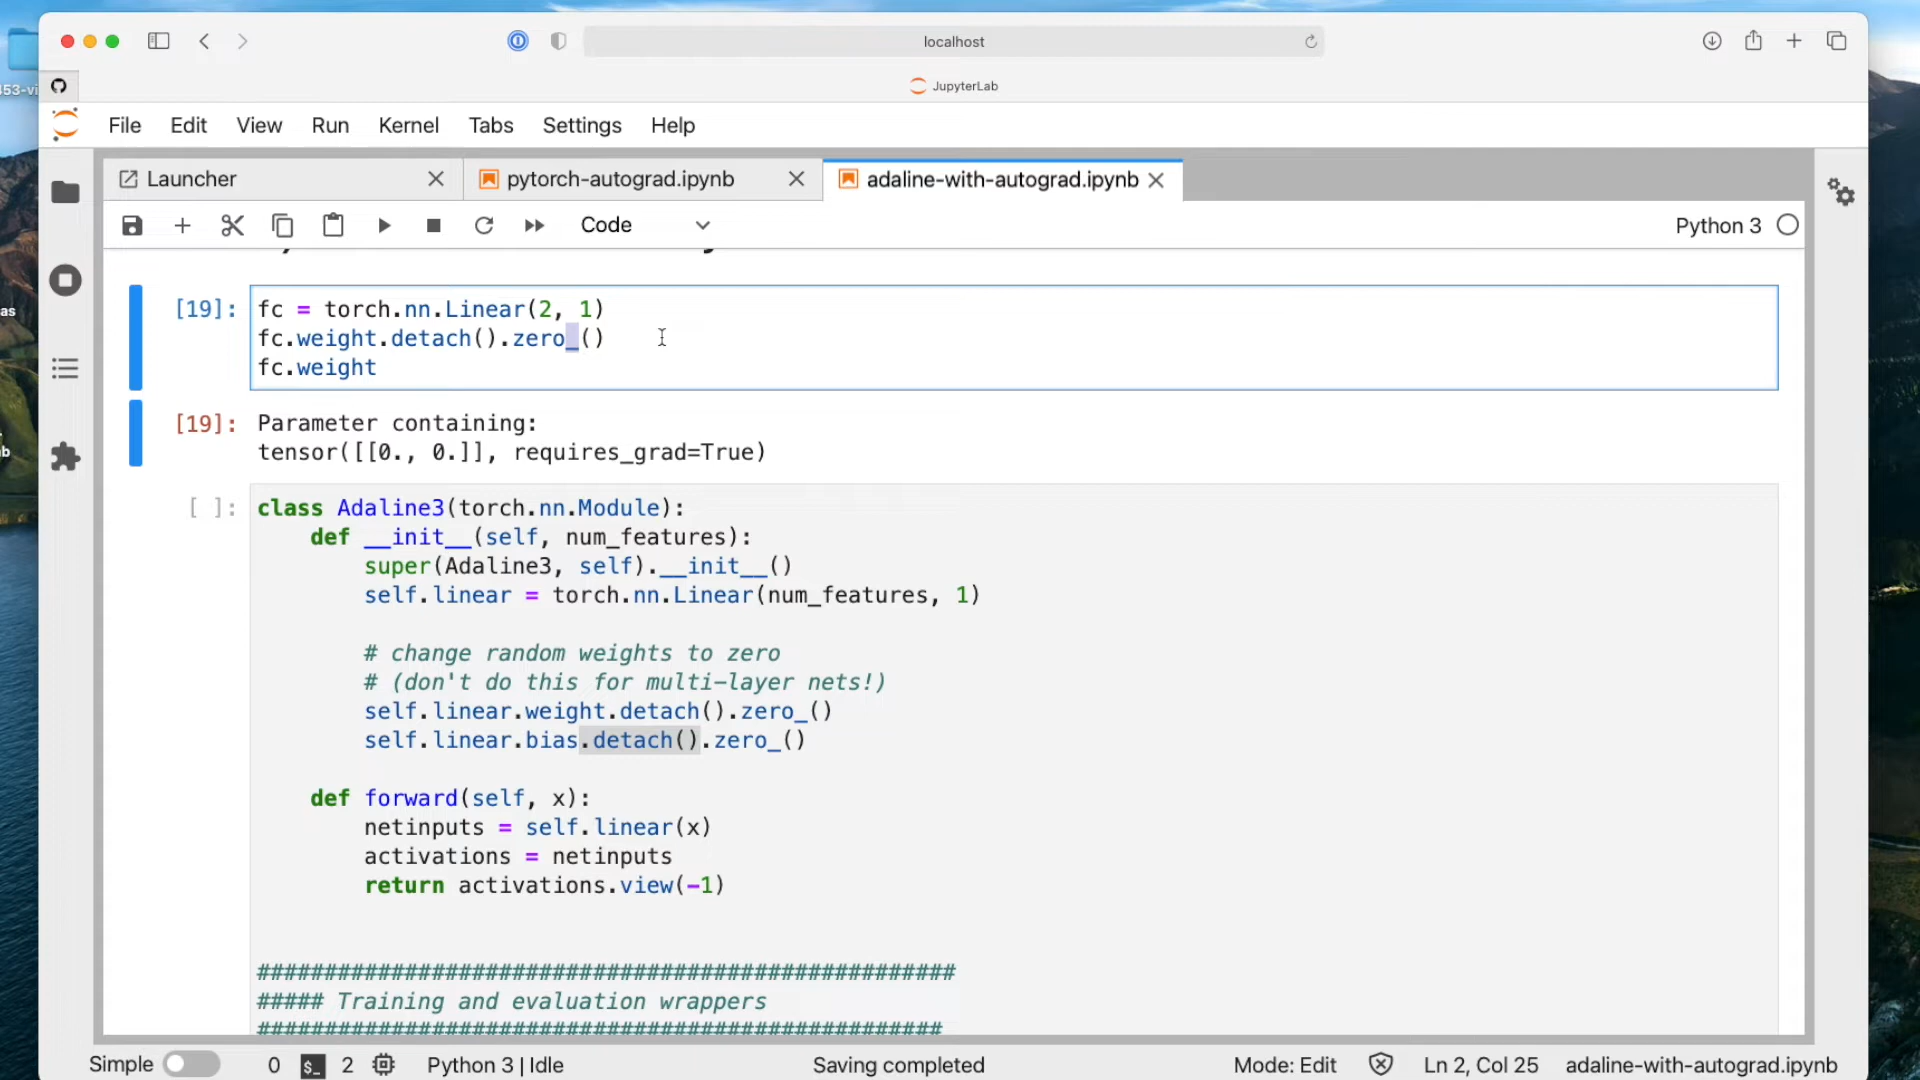 localhost
453-vi
JupyterLab
File Edit View Run Kernel Tabs Settings Help
Launcher pytorch-autograd.ipynb adaline-with-autograd.ipynb
Code Python 3
[19]: fc = torch.nn.Linear(2, 1)
fc.weight.detach().zero_()
fc.weight
as
[19]: Parameter containing:
tensor([[0., 0.]], requires_grad=True)
b
[ ]: class Adaline3(torch.nn.Module):
def __init__(self, num_features):
super(Adaline3, self).__init__()
self.linear = torch.nn.Linear(num_features, 1)
# change random weights to zero
# (don't do this for multi-layer nets!)
self.linear.weight.detach().zero_()
self.linear.bias.detach().zero_()
def forward(self, x):
netinputs = self.linear(x)
activations = netinputs
return activations.view(-1)
####################################################
##### Training and evaluation wrappers
###################################################
Simple 0 $_ 2 Python 3 | Idle Saving completed Mode: Edit Ln 2, Col 25 adaline-with-autograd.ipynb